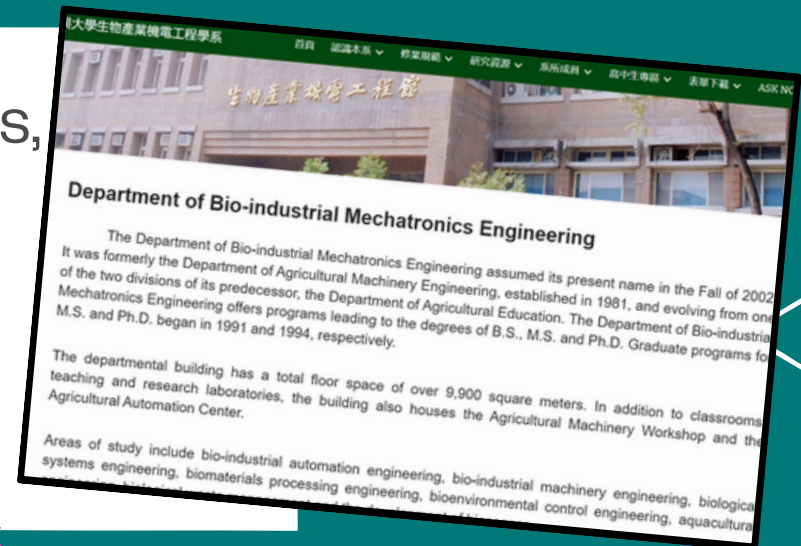 大學生物產業機電工程學系
首頁 認識本系 修業規範 研究資源 系所成員 高中生專區 表單下載 ASK NC
生物產業機電工程館
s,
Department of Bio-industrial Mechatronics Engineering
The Department of Bio-industrial Mechatronics Engineering assumed its present name in the Fall of 2002
It was formerly the Department of Agricultural Machinery Engineering, established in 1981, and evolving from one
of the two divisions of its predecessor, the Department of Agricultural Education. The Department of Bio-industria
Mechatronics Engineering offers programs leading to the degrees of B.S., M.S. and Ph.D. Graduate programs fo
M.S. and Ph.D. began in 1991 and 1994, respectively.
The departmental building has a total floor space of over 9,900 square meters. In addition to classrooms
teaching and research laboratories, the building also houses the Agricultural Machinery Workshop and the
Agricultural Automation Center.
Areas of study include bio-industrial automation engineering, bio-industrial machinery engineering, biologica
systems engineering, biomaterials processing engineering, bioenvironmental control engineering, aquacultura